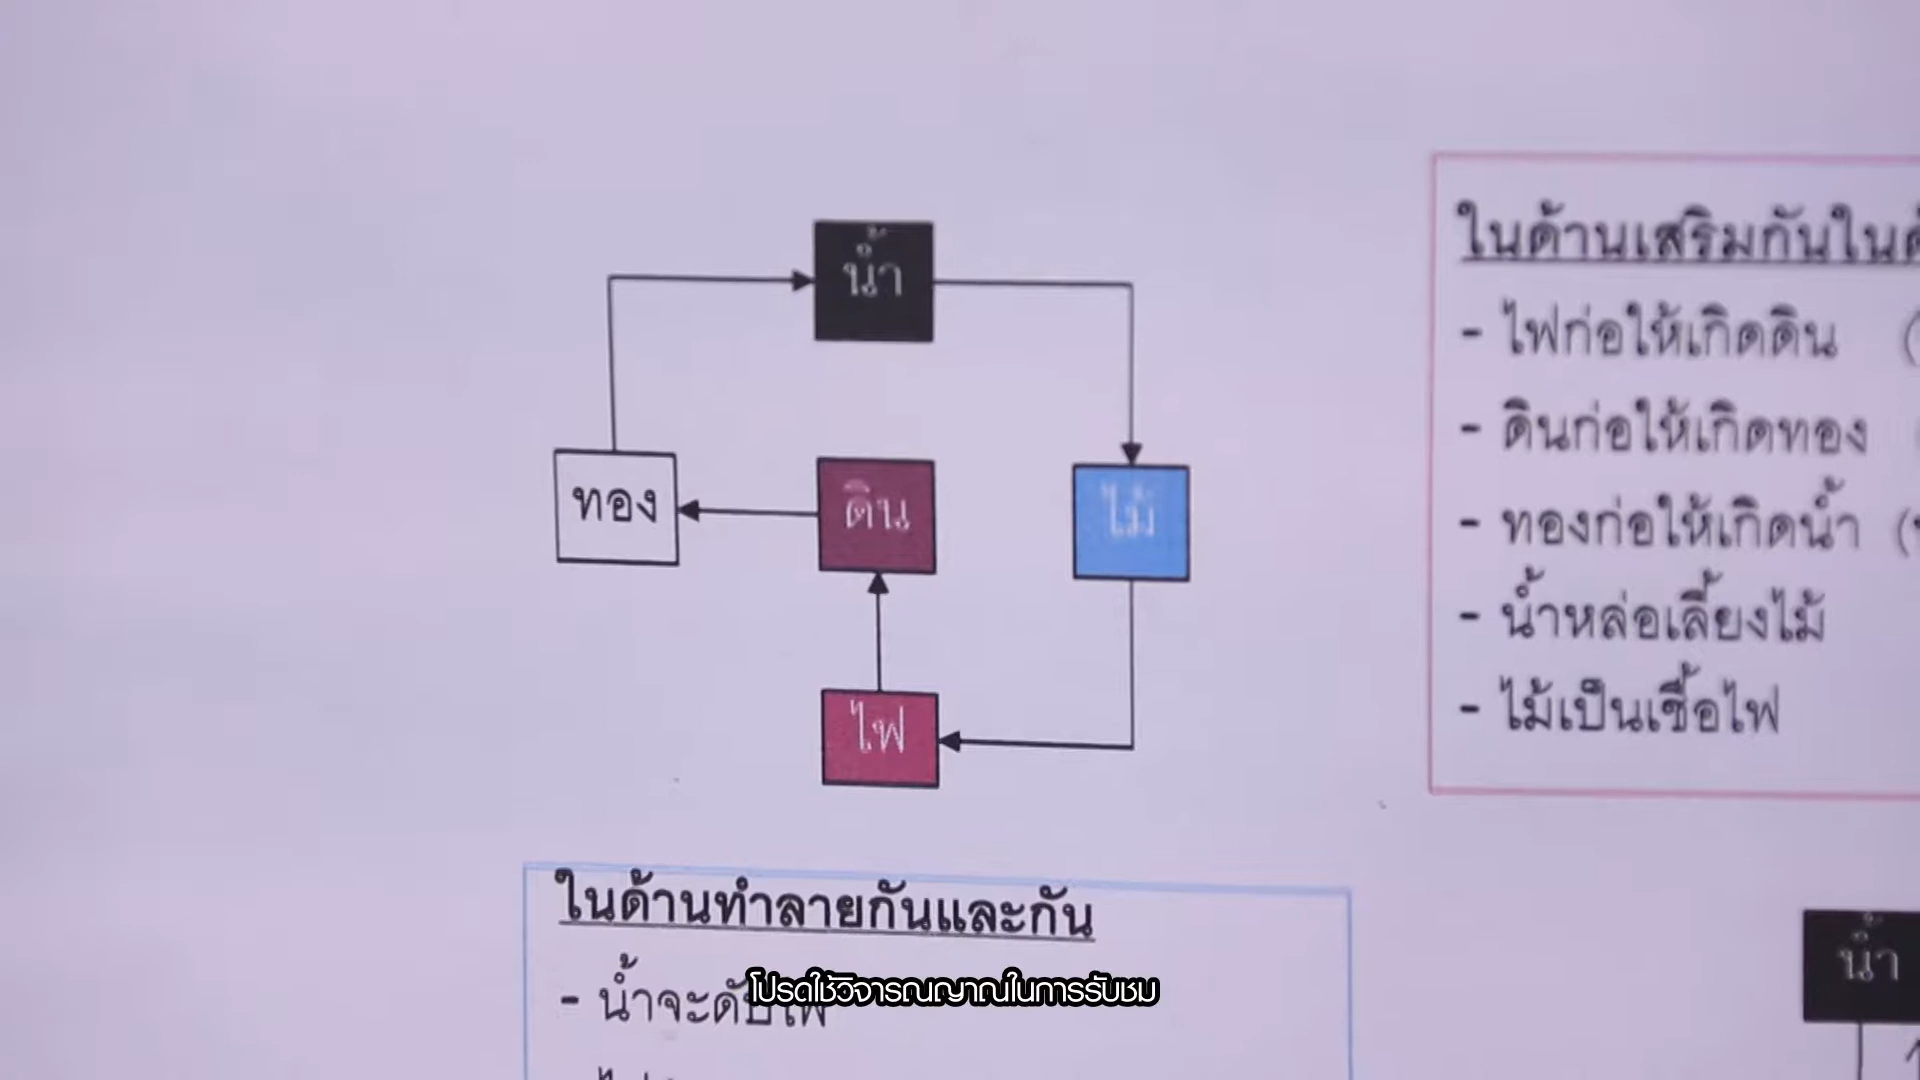 น้ำ
ทอง
ดิน
ไม้
ไฟ
ในด้านเสริมกันใน
- ไฟก่อให้เกิดดิน (
- ดินก่อให้เกิดทอง
- ทองก่อให้เกิดน้ำ (
- น้ำหล่อเลี้ยงไม้
- ไม้เป็นเชื้อไฟ
ในด้านทำลายกันและกัน
- น้ำจะดับไฟ
โปรดใช้วิจารณญาณในการรับชม
น้ำ